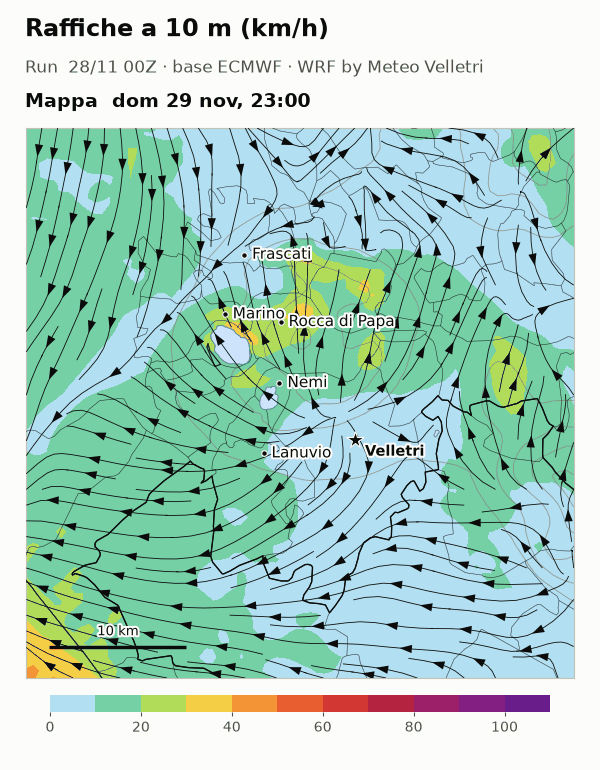 Raffiche a 10 m (km/h)
Run  28/11 00Z · base ECMWF · WRF by Meteo Velletri
Mappa  dom 29 nov, 23:00
Frascati
Marino
Rocca di Papa
Nemi
Lanuvio
Velletri
10 km
0 20 40 60 80 100